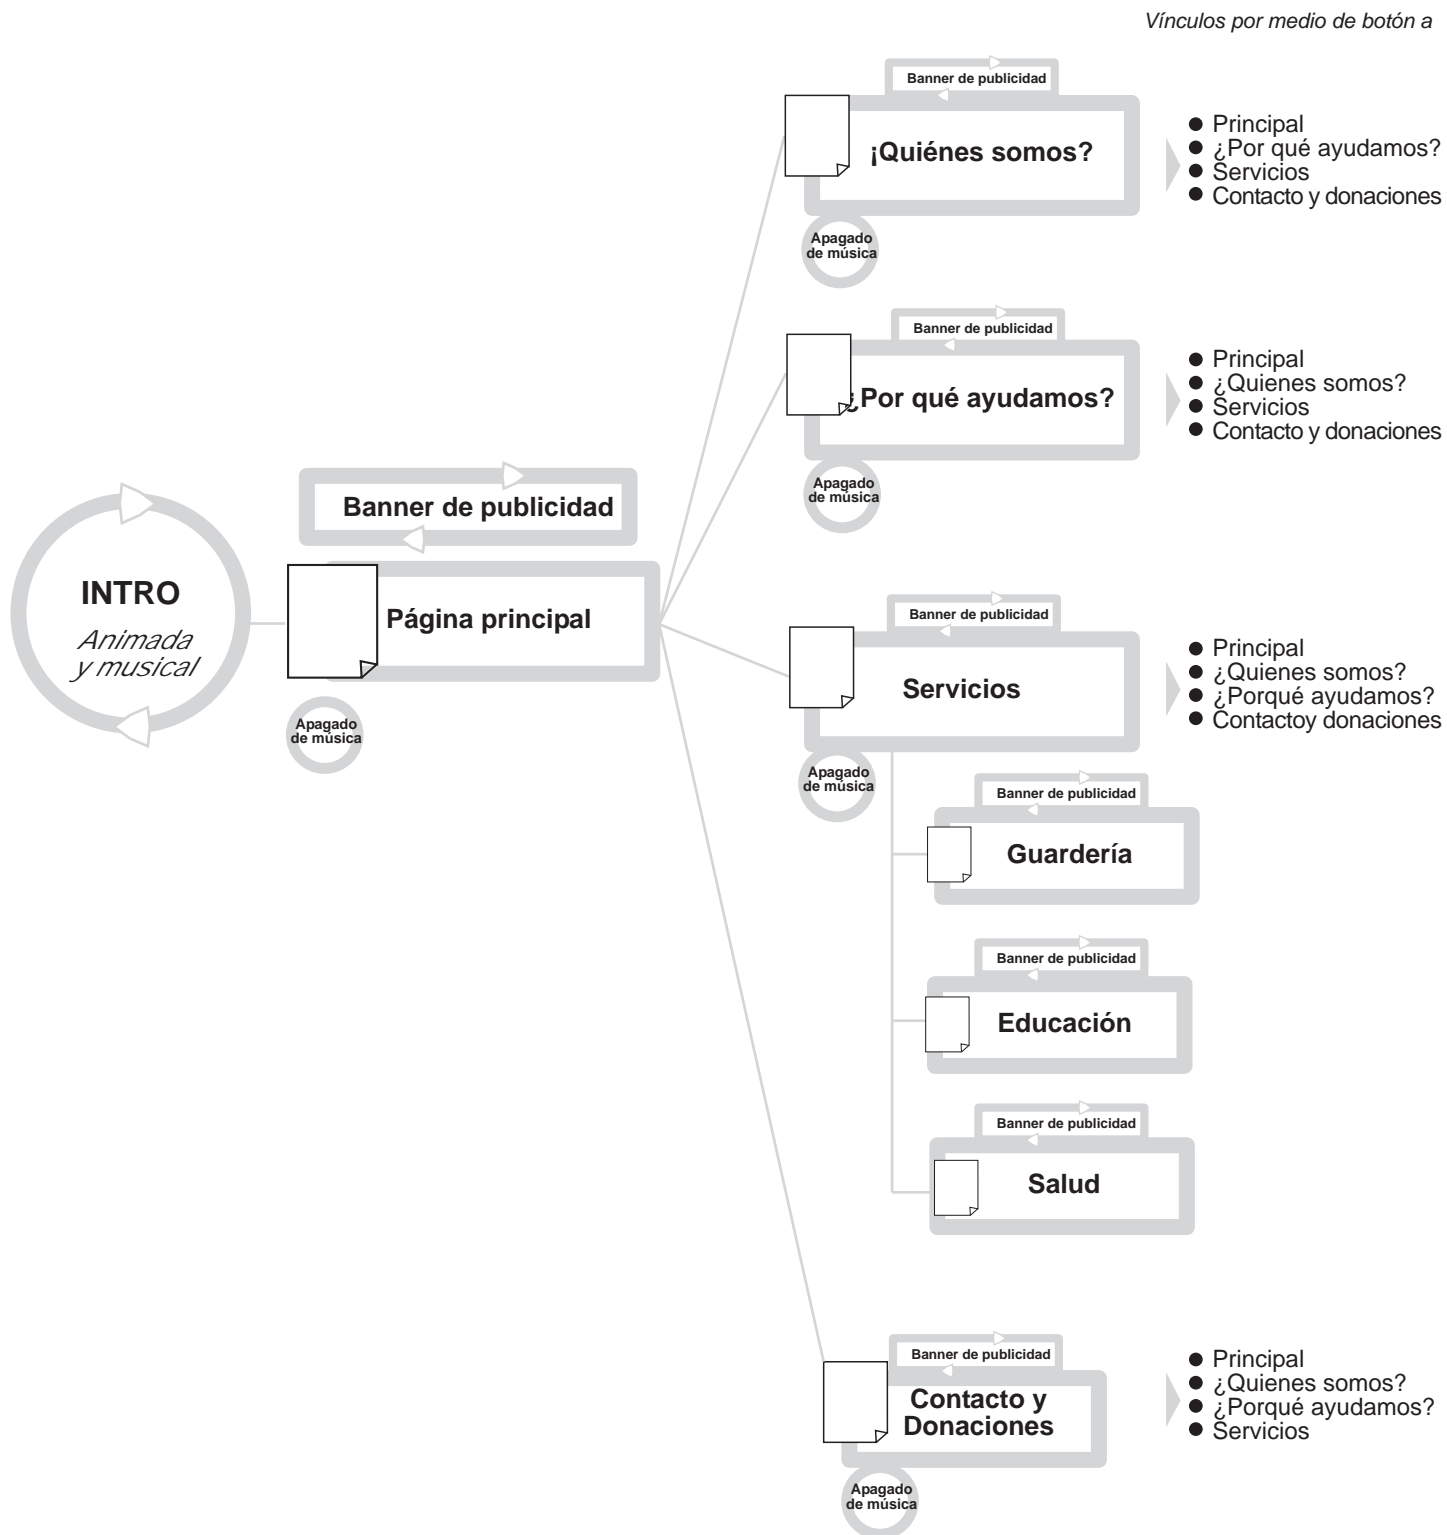 Vínculos por medio de botón a
Banner de publicidad
¡Quiénes somos?
Apagado
de música
Principal
¿Por qué ayudamos?
Servicios
Contacto y donaciones
Banner de publicidad
¿Por qué ayudamos?
Apagado
de música
Principal
¿Quienes somos?
Servicios
Contacto y donaciones
INTRO
Animada
y musical
Banner de publicidad
Página principal
Apagado
de música
Banner de publicidad
Servicios
Apagado
de música
Principal
¿Quienes somos?
¿Porqué ayudamos?
Contactoy donaciones
Banner de publicidad
Guardería
Banner de publicidad
Educación
Banner de publicidad
Salud
Banner de publicidad
Contacto y
Donaciones
Apagado
de música
Principal
¿Quienes somos?
¿Porqué ayudamos?
Servicios